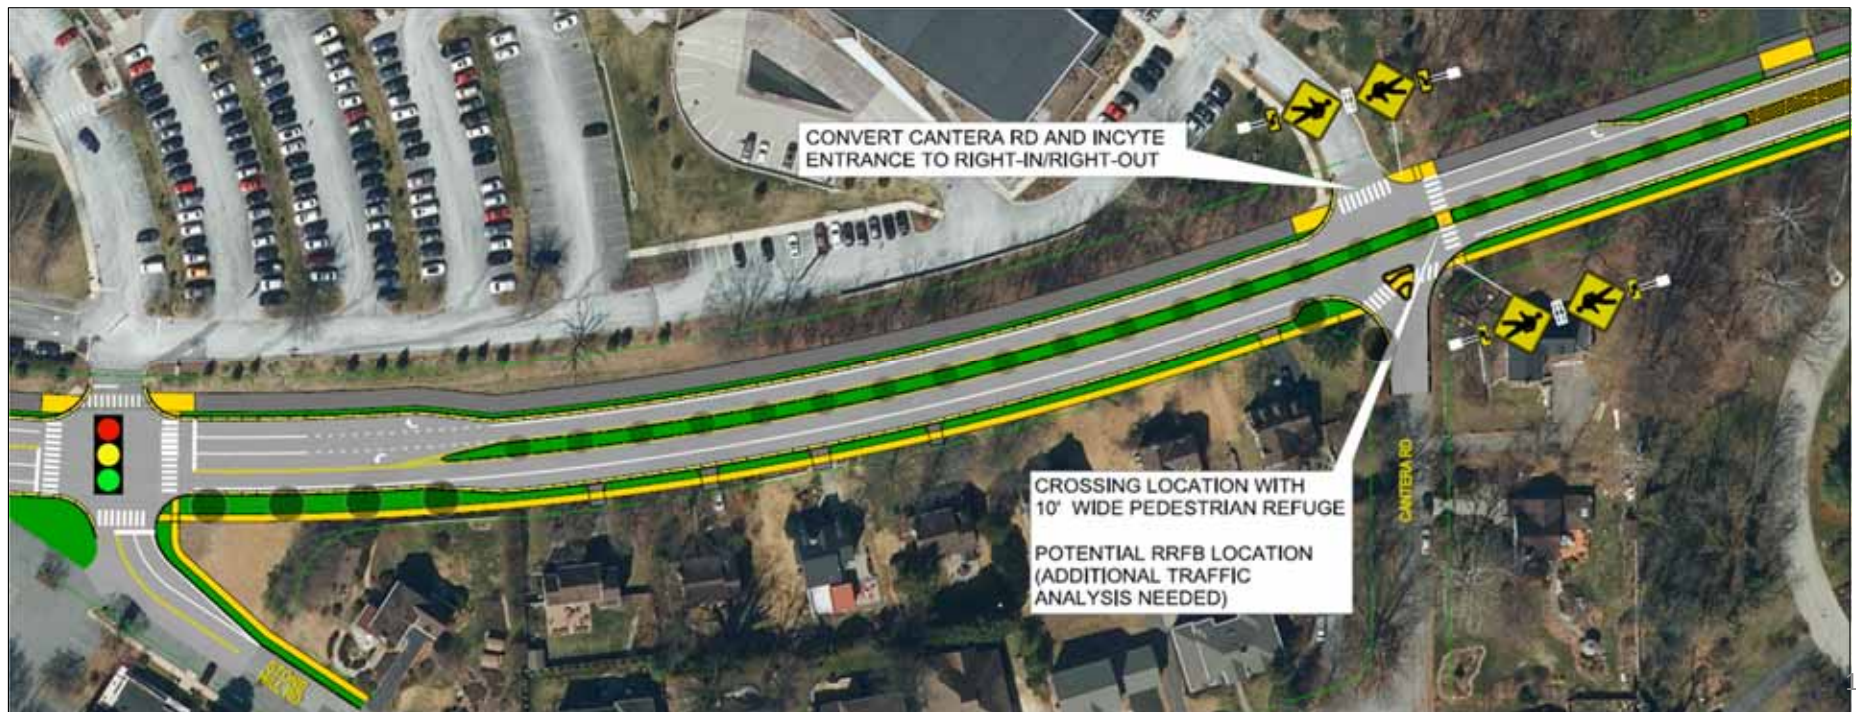 CONVERT CANTERA RD AND INCYTE
ENTRANCE TO RIGHT-IN/RIGHT-OUT
CROSSING LOCATION WITH
10' WIDE PEDESTRIAN REFUGE
POTENTIAL RRFB LOCATION
(ADDITIONAL TRAFFIC
ANALYSIS NEEDED)
CANTERA RD